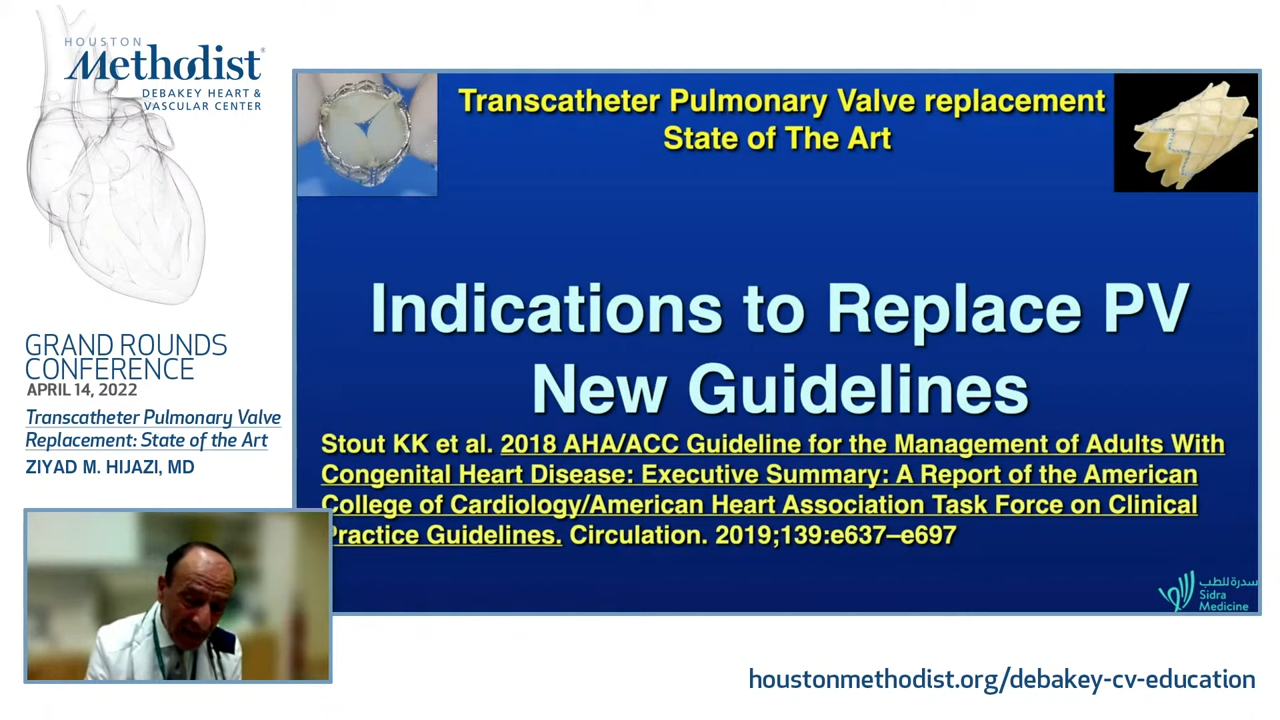 HOUSTON
Methodist®
DEBAKEY HEART &
VASCULAR CENTER
GRAND ROUNDS
CONFERENCE
APRIL 14, 2022
Transcatheter Pulmonary Valve
Replacement: State of the Art
ZIYAD M. HIJAZI, MD
Transcatheter Pulmonary Valve replacement
State of The Art
Indications to Replace PV
New Guidelines
Stout KK et al. 2018 AHA/ACC Guideline for the Management of Adults With
Congenital Heart Disease: Executive Summary: A Report of the American
College of Cardiology/American Heart Association Task Force on Clinical
Practice Guidelines. Circulation. 2019;139:e637–e697
سدرة للطب
Sidra
Medicine
houstonmethodist.org/debakey-cv-education